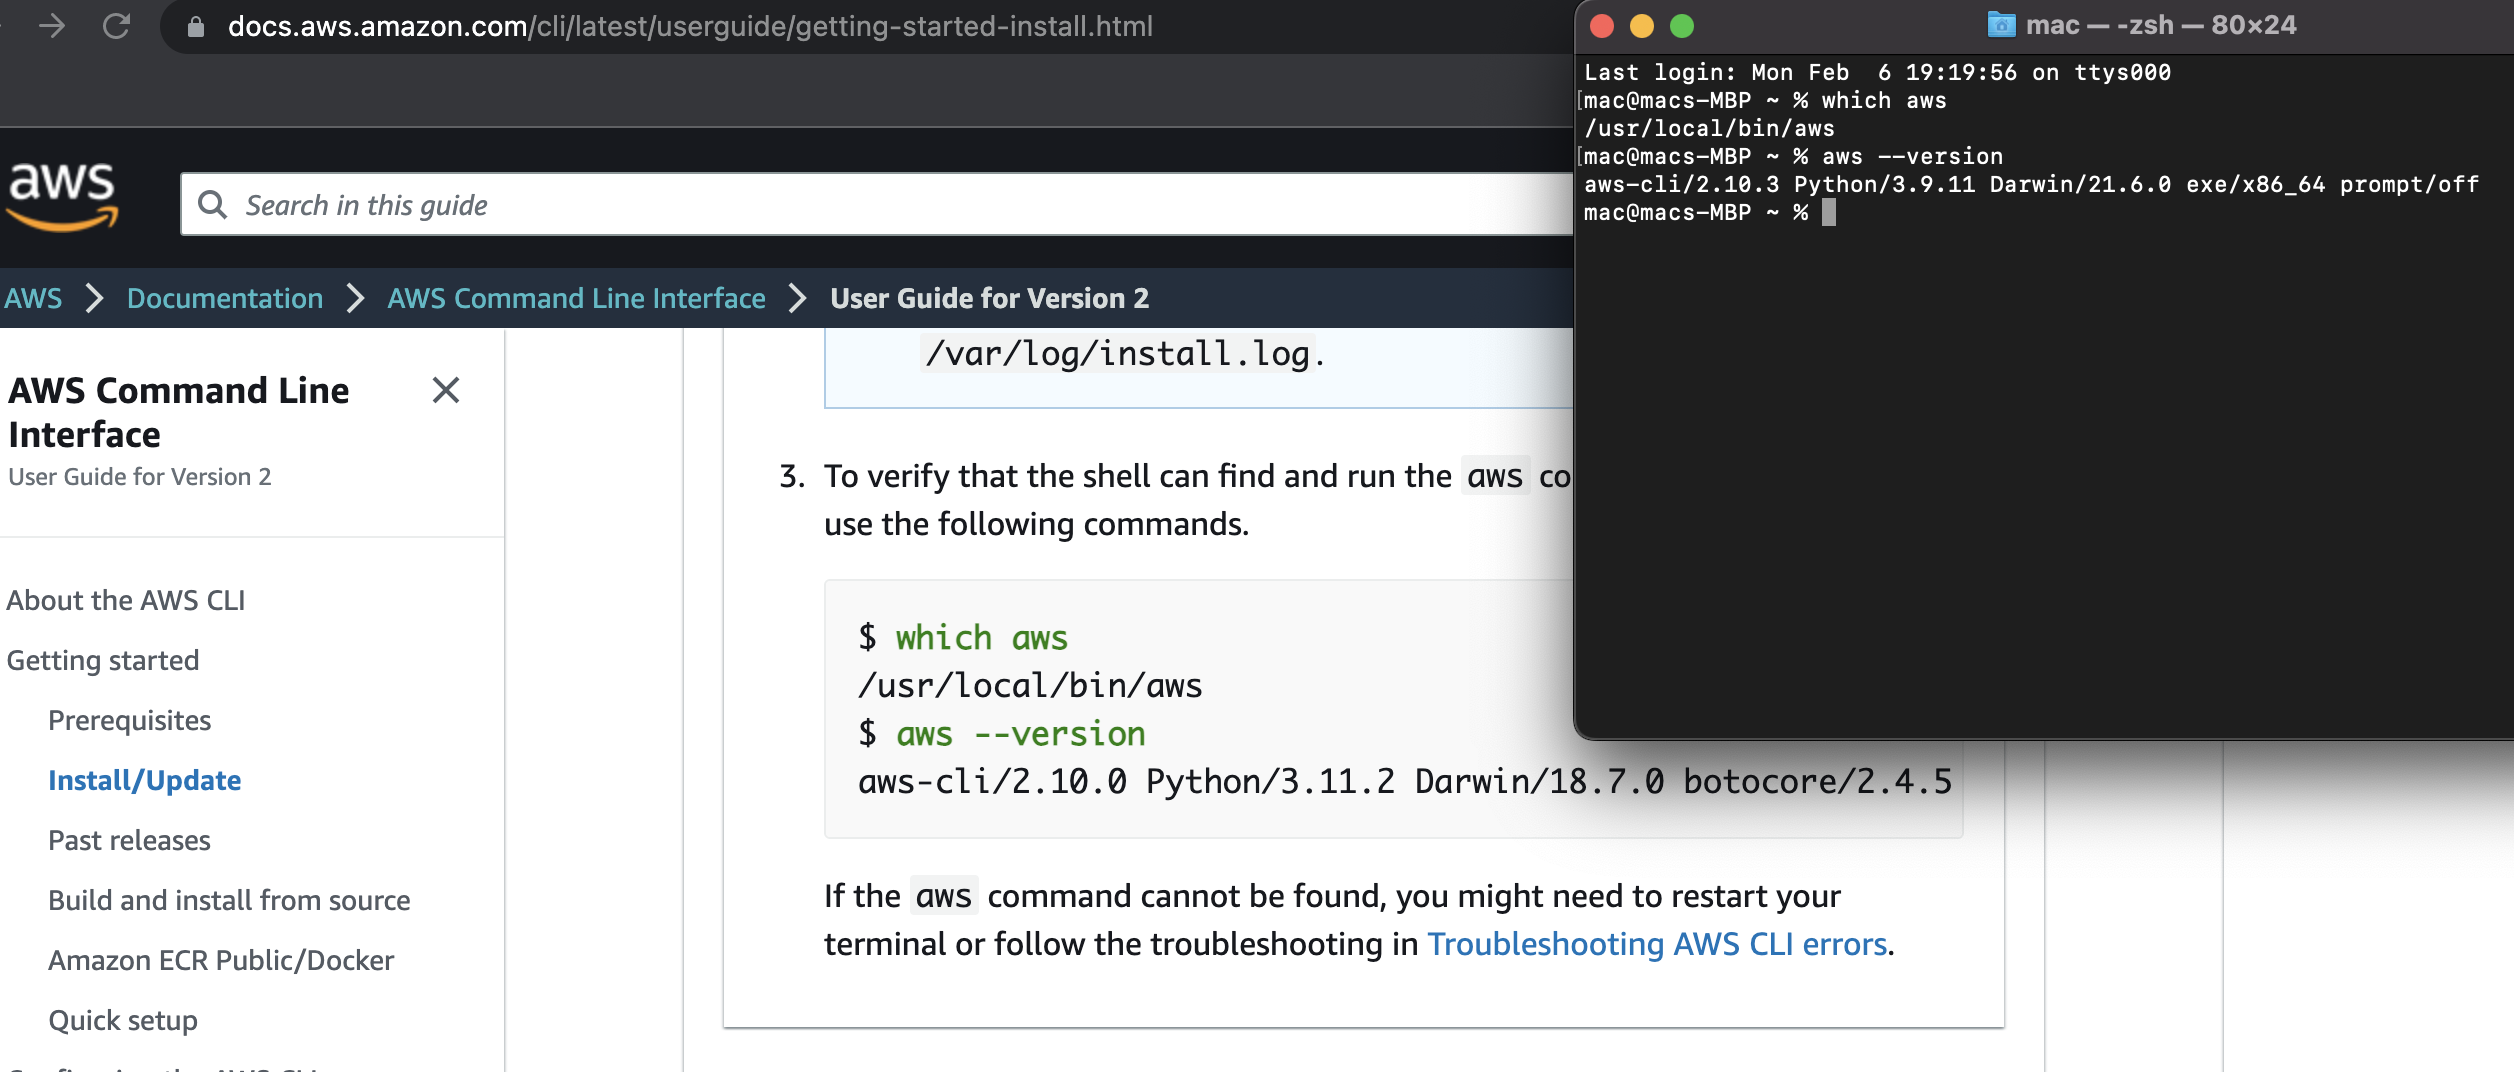 docs.aws.amazon.com/cli/latest/userguide/getting-started-install.html
aws
Search in this guide
AWS > Documentation > AWS Command Line Interface > User Guide for Version 2
AWS Command Line
Interface
User Guide for Version 2
About the AWS CLI
Getting started
Prerequisites
Install/Update
Past releases
Build and install from source
Amazon ECR Public/Docker
Quick setup
/var/log/install.log.
3. To verify that the shell can find and run the aws co
use the following commands.
$ which aws
/usr/local/bin/aws
$ aws --version
aws-cli/2.10.0 Python/3.11.2 Darwin/18.7.0 botocore/2.4.5
If the aws command cannot be found, you might need to restart your
terminal or follow the troubleshooting in Troubleshooting AWS CLI errors.
mac — -zsh — 80×24
Last login: Mon Feb  6 19:19:56 on ttys000
[mac@macs-MBP ~ % which aws
/usr/local/bin/aws
[mac@macs-MBP ~ % aws --version
aws-cli/2.10.3 Python/3.9.11 Darwin/21.6.0 exe/x86_64 prompt/off
mac@macs-MBP ~ %